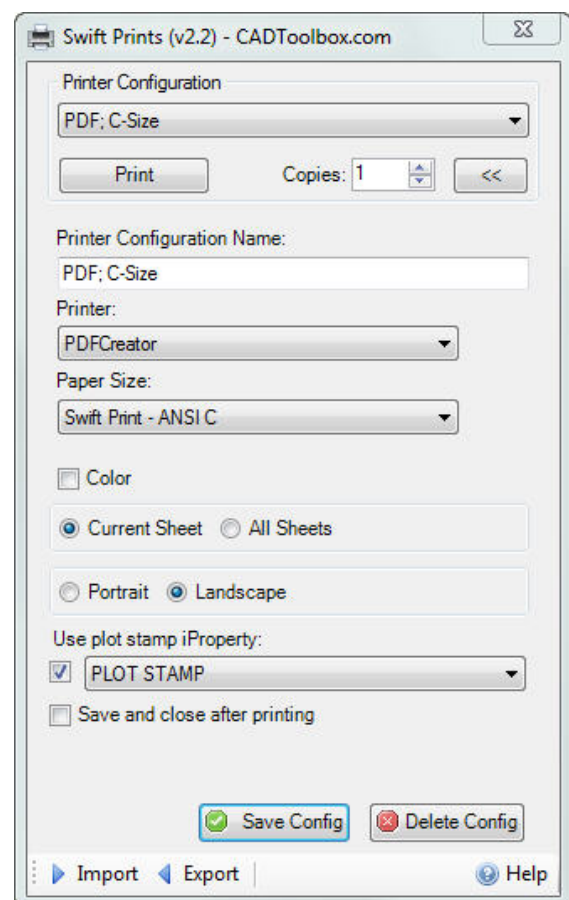 Swift Prints (v2.2) - CADToolbox.com
Printer Configuration
PDF; C-Size
Print Copies: 1 <<
Printer Configuration Name:
PDF; C-Size
Printer:
PDFCreator
Paper Size:
Swift Print - ANSI C
Color
Current Sheet All Sheets
Portrait Landscape
Use plot stamp iProperty:
PLOT STAMP
Save and close after printing
Save Config Delete Config
Import Export Help